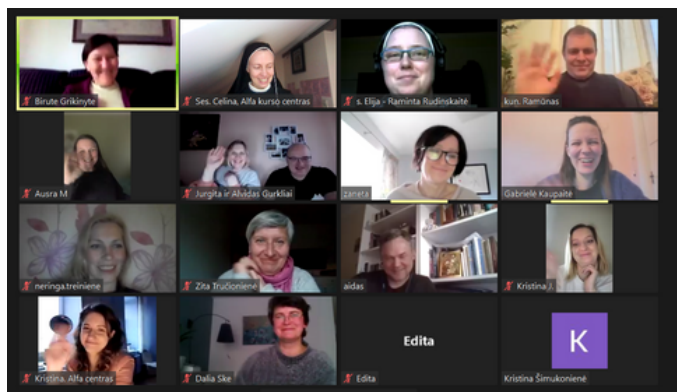 Birute Grikinyte
Ses. Celina, Alfa kurso centras
s. Elija - Raminta Rudinskaitė
kun. Ramūnas
Ausra M
Jurgita ir Alvidas Gurkliai
zaneta
Gabrielė Kaupaitė
neringa.treiniene
Zita Tručionienė
aidas
Kristina J.
Kristina. Alfa centras
Dalia Ske
Edita
Edita
K
Kristina Šimukonienė